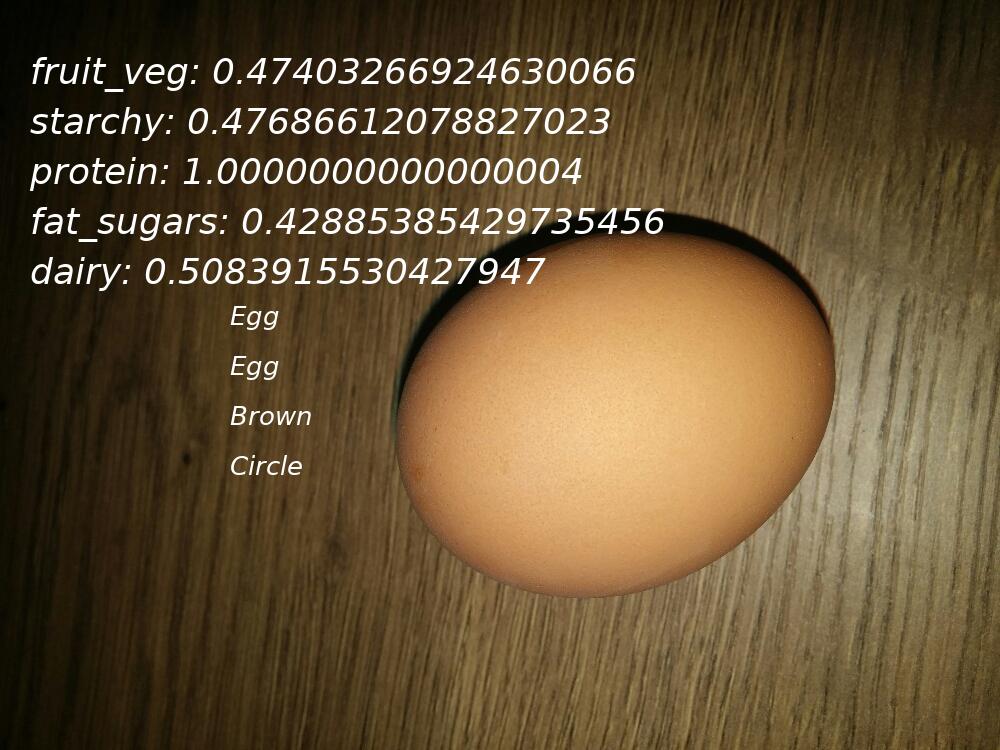 fruit_veg: 0.47403266924630066
starchy: 0.47686612078827023
protein: 1.0000000000000004
fat_sugars: 0.42885385429735456
dairy: 0.5083915530427947
Egg
Egg
Brown
Circle